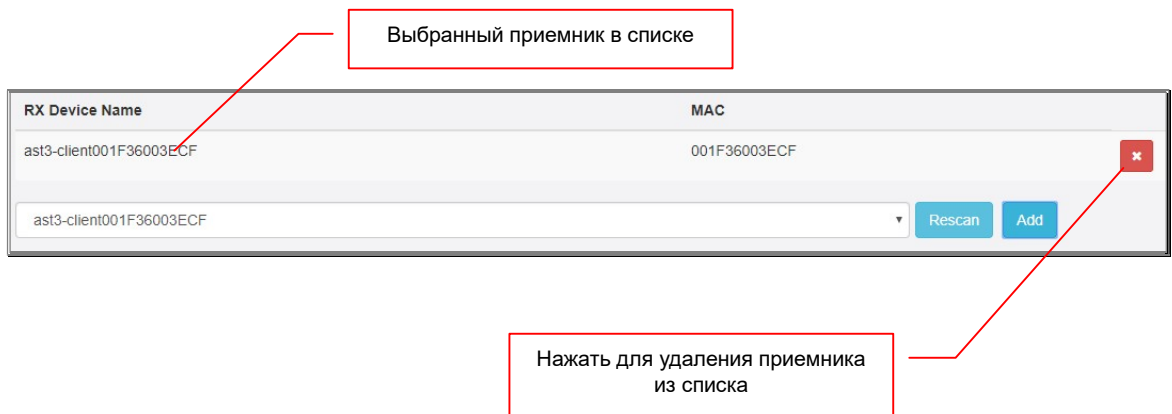 Выбранный приемник в списке
RX Device Name MAC
ast3-client001F36003ECF 001F36003ECF
ast3-client001F36003ECF Rescan Add
Нажать для удаления приемника
из списка